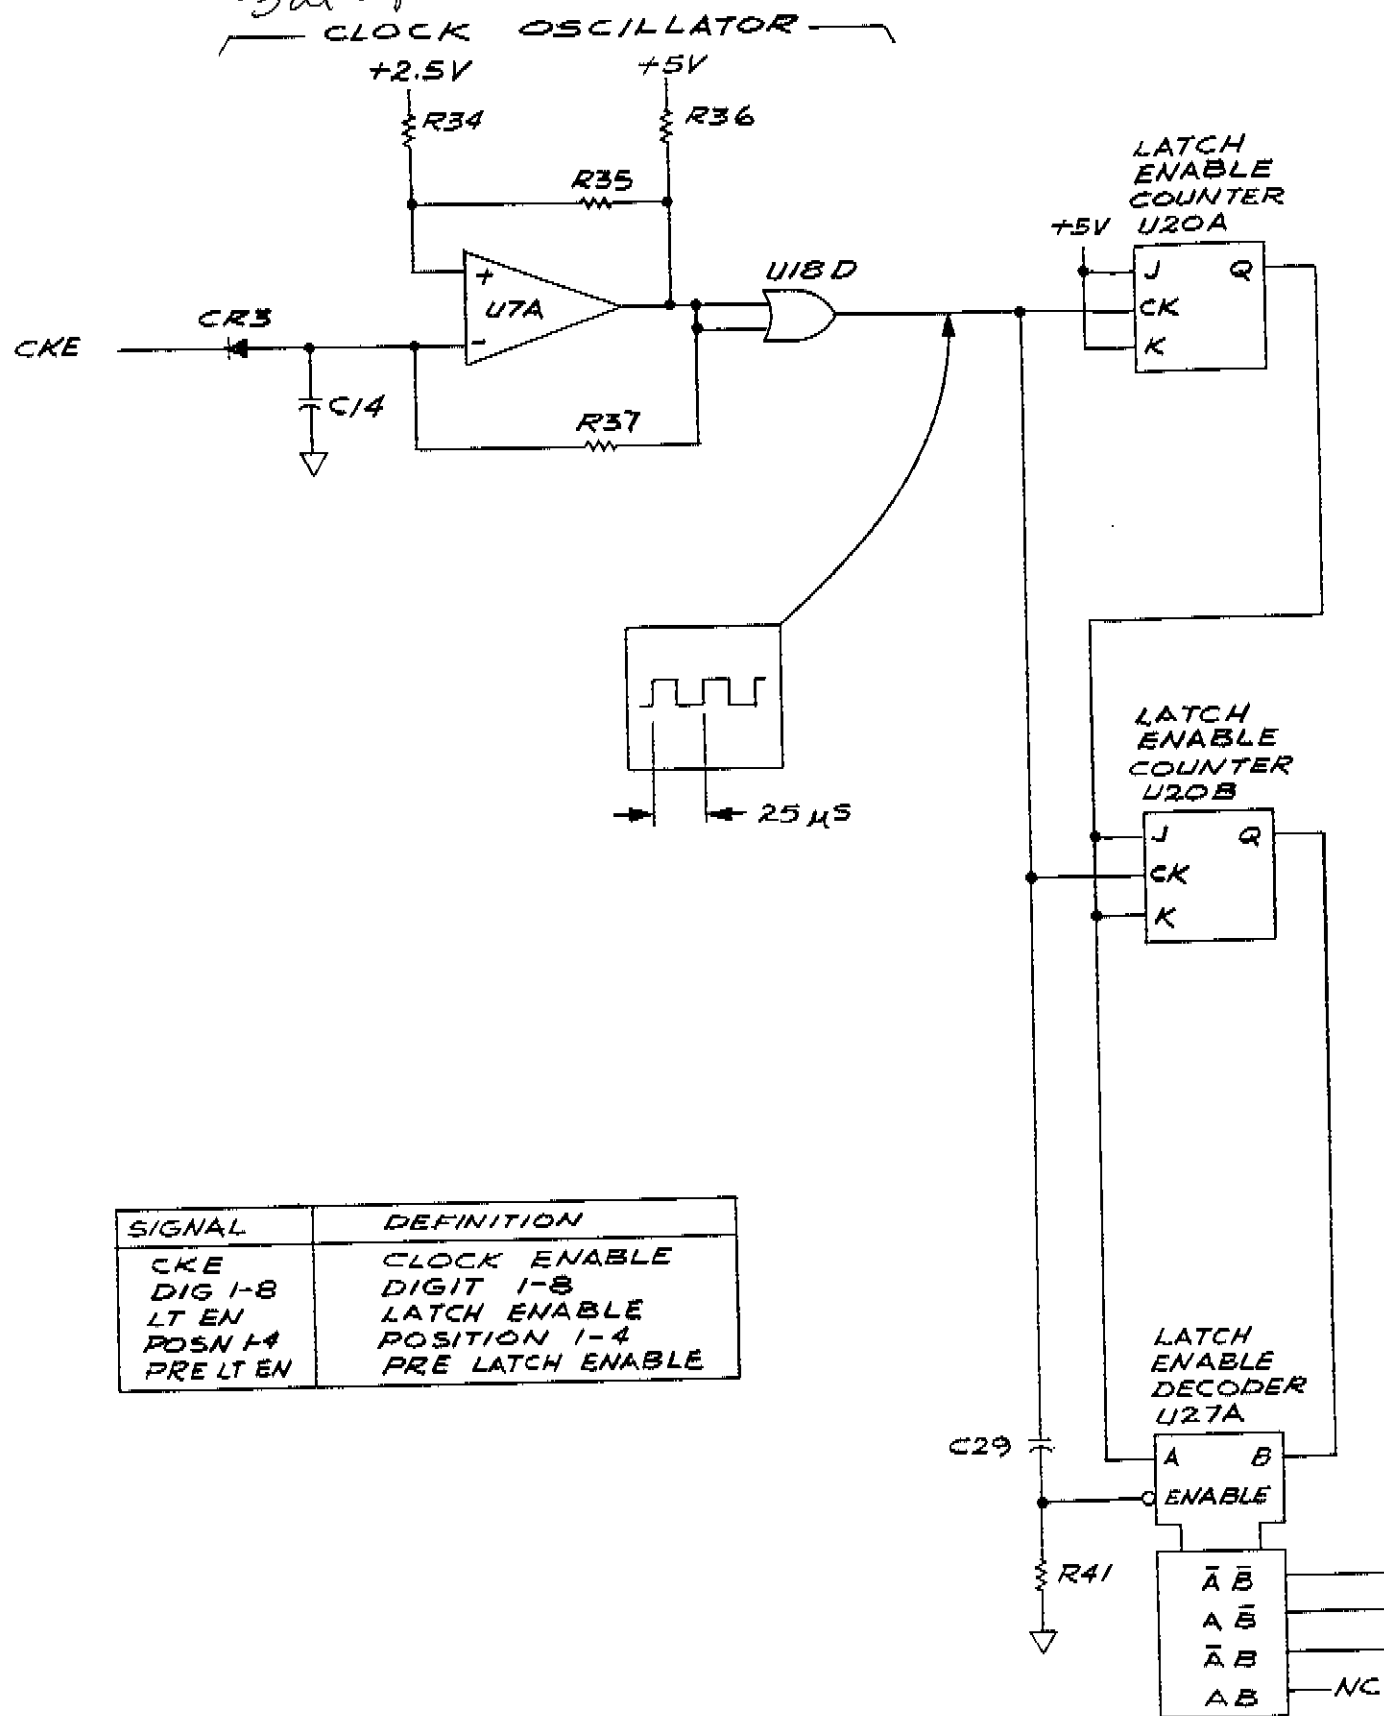 CLOCK OSCILLATOR
+2.5V
+5V
R34
R36
R35
+
U7A
-
U18D
CR3
CKE
C14
R37
LATCH
ENABLE
COUNTER
U20A
+5V
J Q
CK
K
25 µS
LATCH
ENABLE
COUNTER
U20B
J Q
CK
K
SIGNAL DEFINITION
CKE CLOCK ENABLE
DIG 1-8 DIGIT 1-8
LT EN LATCH ENABLE
POSN 1-4 POSITION 1-4
PRE LT EN PRE LATCH ENABLE
LATCH
ENABLE
DECODER
U27A
C29
A B
ENABLE
R41
A̅ B̅
A B̅
A̅ B
A B
NC